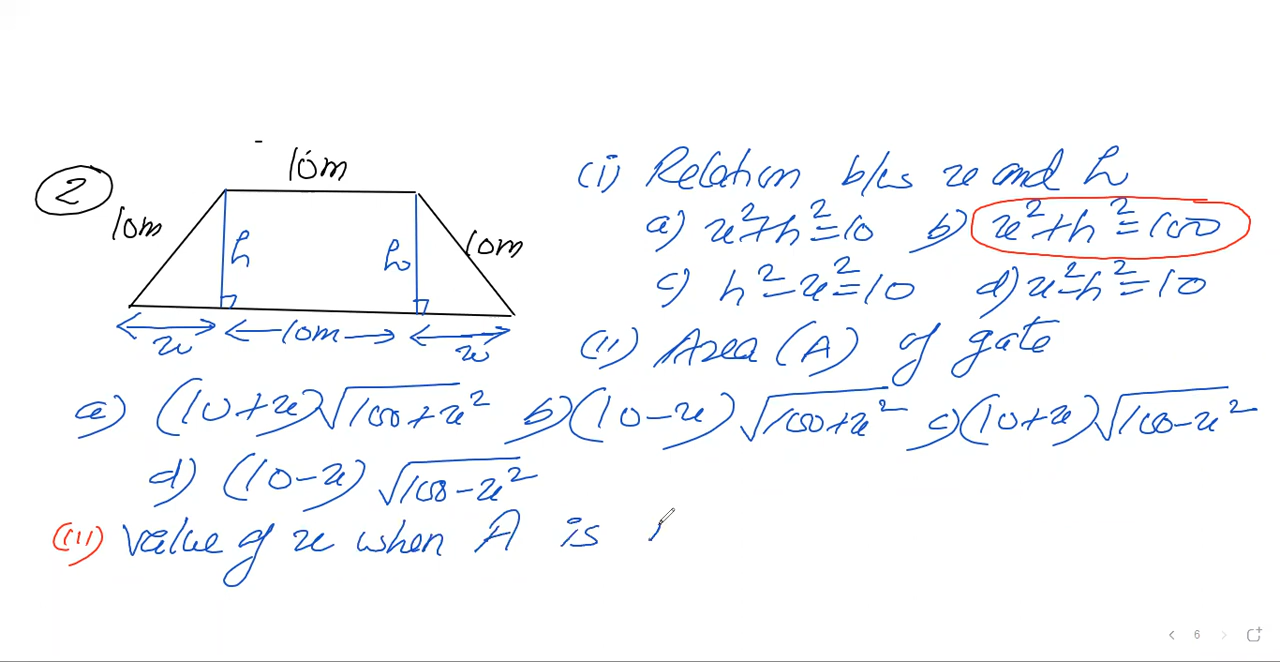 2
10m
10m
10m
h
h
x
10m
x
(i) Relation b/w x and h
a) x²+h²=10 b) x²+h²=100
c) h²-x²=10 d) x²-h²=10
(ii) Area (A) of gate
a) (10+x)√100+x² b) (10-x)√100+x² c) (10+x)√100-x²
d) (10-x)√100-x²
(iii) value of x when A is
6